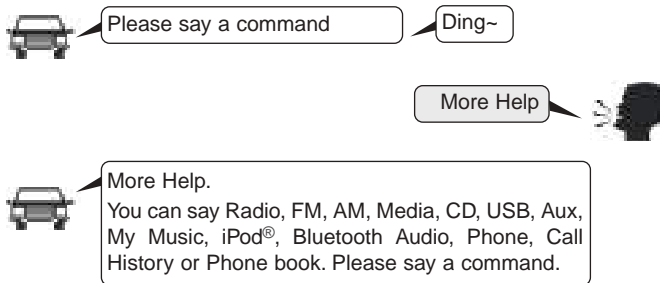 Please say a command
Ding~
More Help
More Help.
You can say Radio, FM, AM, Media, CD, USB, Aux,
My Music, iPod®, Bluetooth Audio, Phone, Call
History or Phone book. Please say a command.